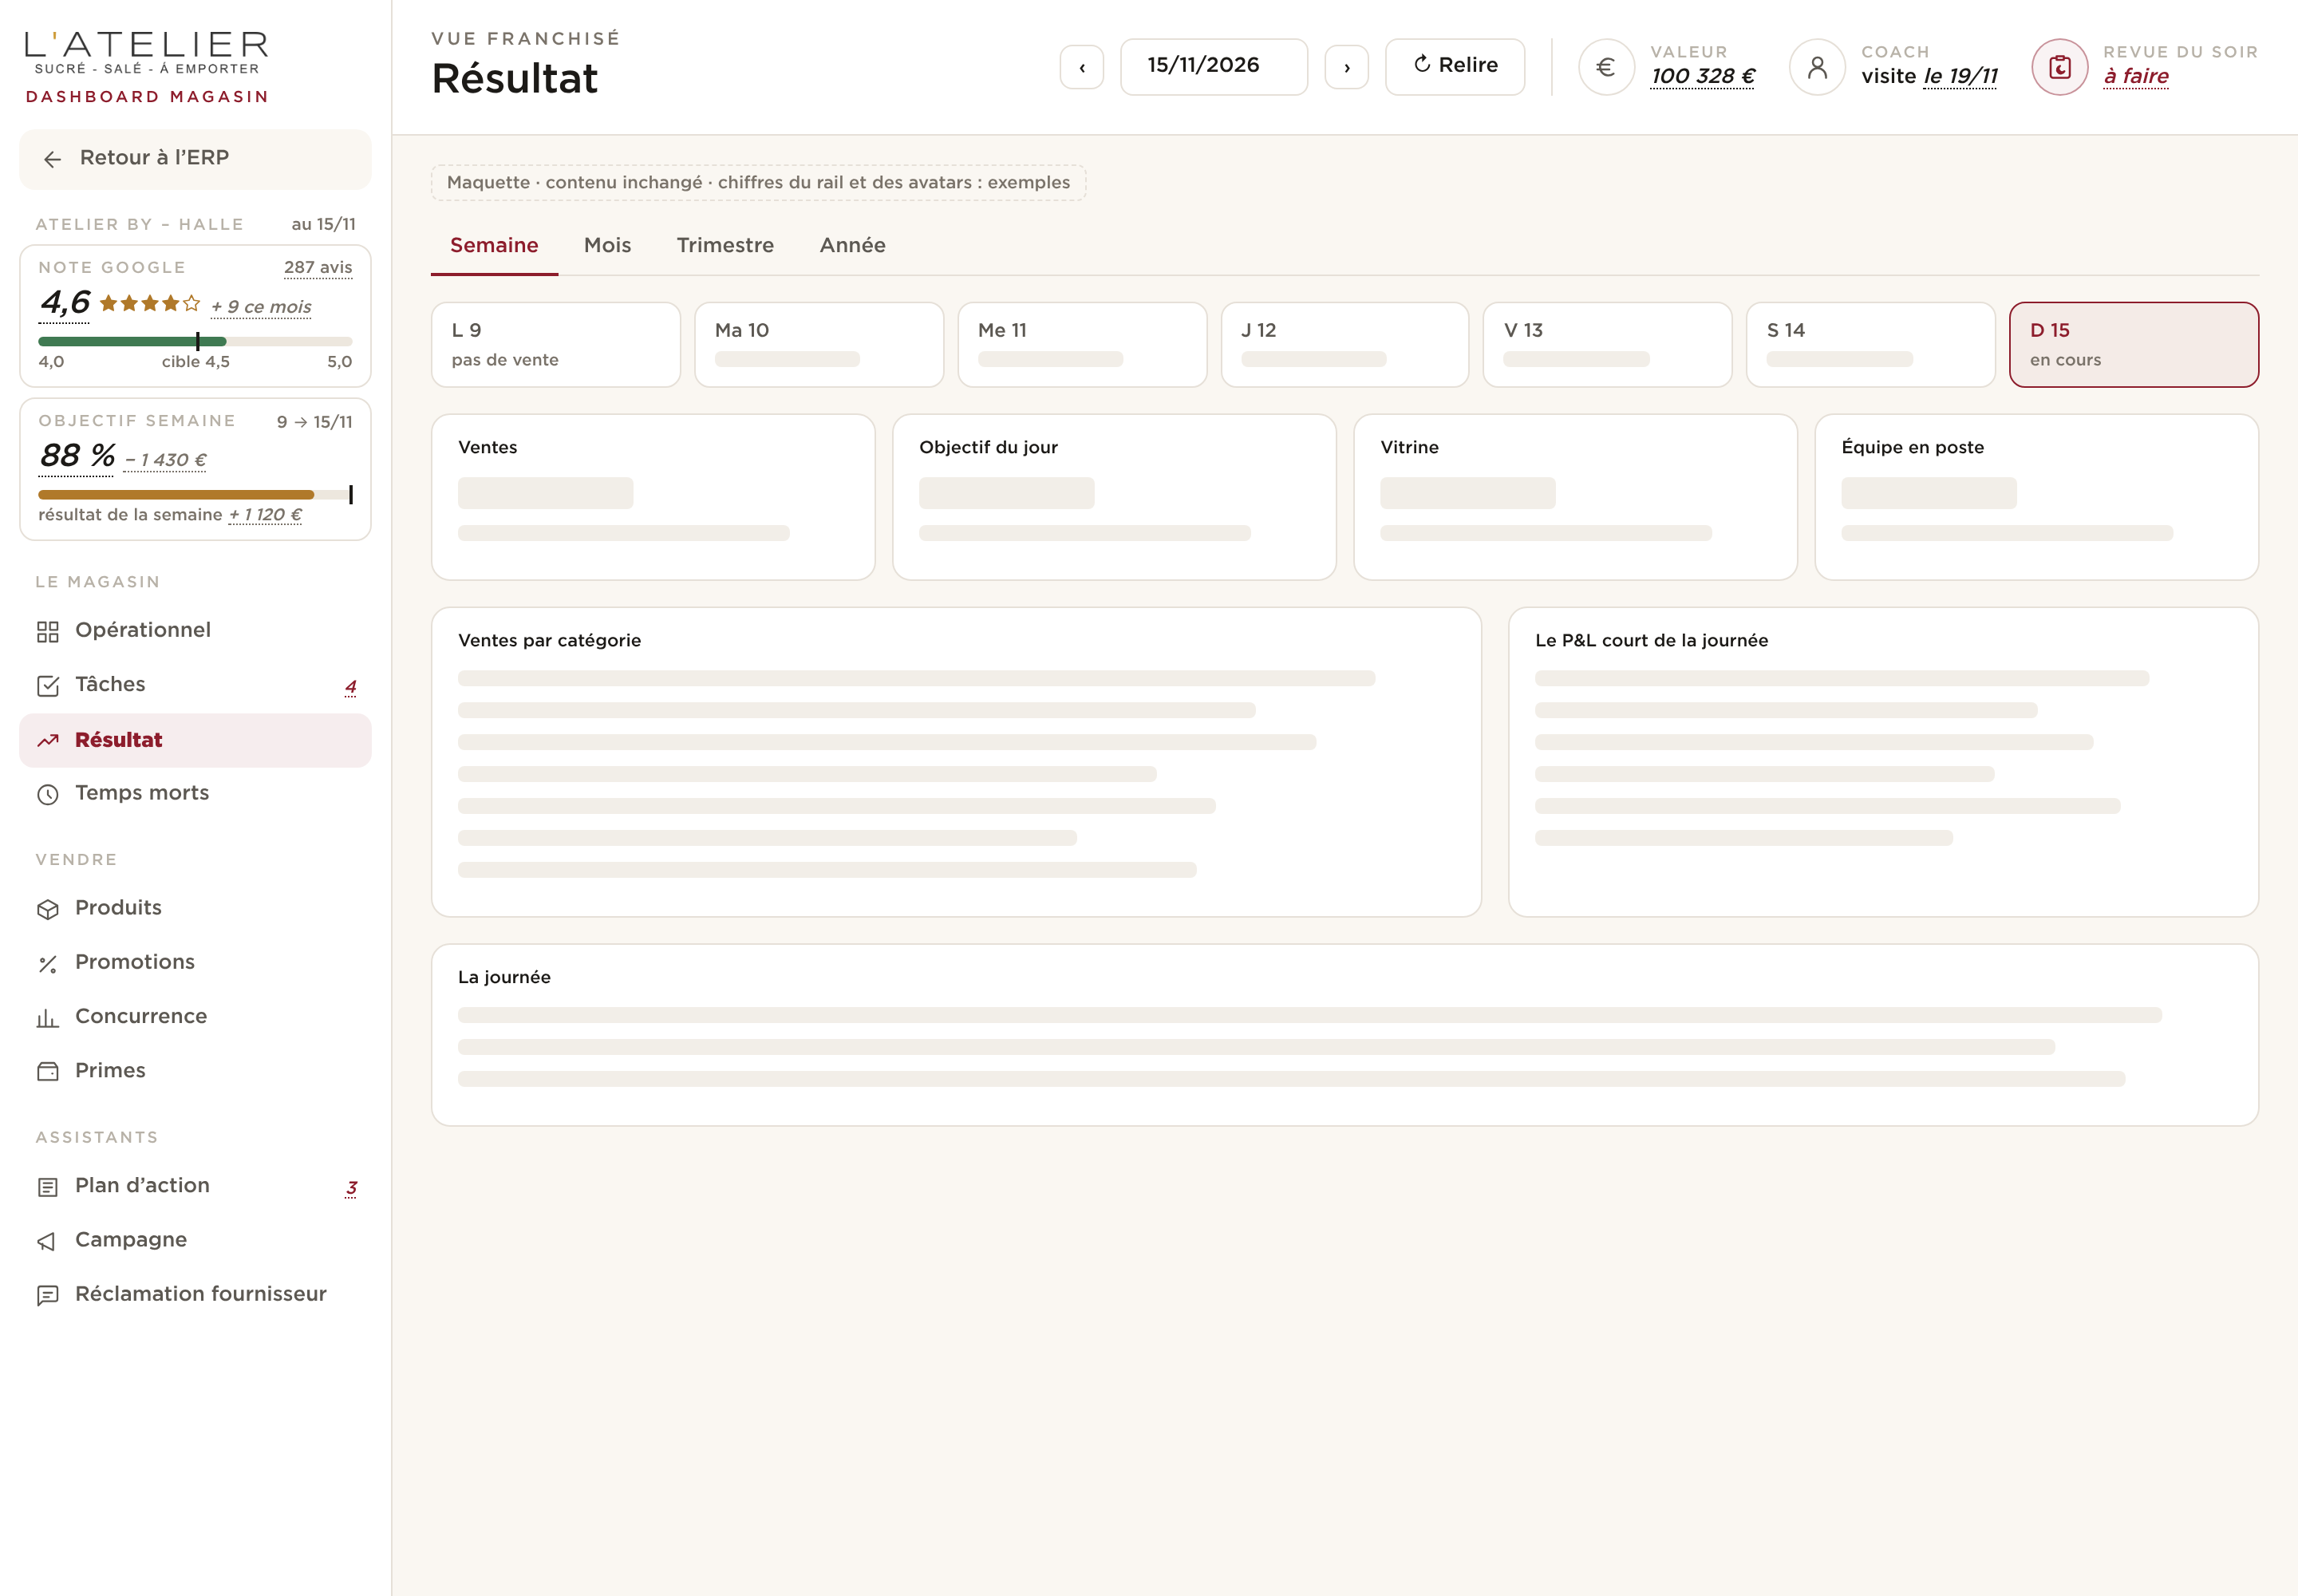 L'ATELIER
SUCRÉ - SALÉ - À EMPORTER
DASHBOARD MAGASIN
Retour à l’ERP
ATELIER BY – HALLE au 15/11
NOTE GOOGLE 287 avis
4,6 + 9 ce mois
4,0 cible 4,5 5,0
OBJECTIF SEMAINE 9 → 15/11
88 % − 1 430 €
résultat de la semaine + 1 120 €
LE MAGASIN
Opérationnel
Tâches 4
Résultat
Temps morts
VENDRE
Produits
Promotions
Concurrence
Primes
ASSISTANTS
Plan d’action 3
Campagne
Réclamation fournisseur
VUE FRANCHISÉ
Résultat
‹ 15/11/2026 › ↻ Relire
€ VALEUR
100 328 €
COACH
visite le 19/11
REVUE DU SOIR
à faire
Maquette · contenu inchangé · chiffres du rail et des avatars : exemples
Semaine Mois Trimestre Année
L 9
pas de vente
Ma 10
Me 11
J 12
V 13
S 14
D 15
en cours
Ventes
Objectif du jour
Vitrine
Équipe en poste
Ventes par catégorie
Le P&L court de la journée
La journée